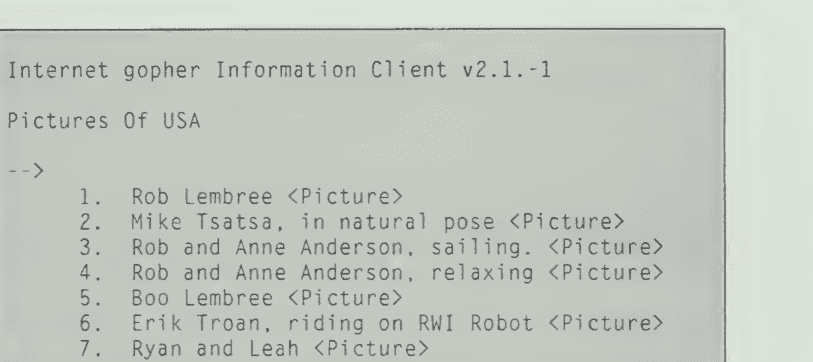 Internet gopher Information Client v2.1.-1
Pictures Of USA
-->
1. Rob Lembree <Picture>
2. Mike Tsatsa, in natural pose <Picture>
3. Rob and Anne Anderson, sailing. <Picture>
4. Rob and Anne Anderson, relaxing <Picture>
5. Boo Lembree <Picture>
6. Erik Troan, riding on RWI Robot <Picture>
7. Ryan and Leah <Picture>